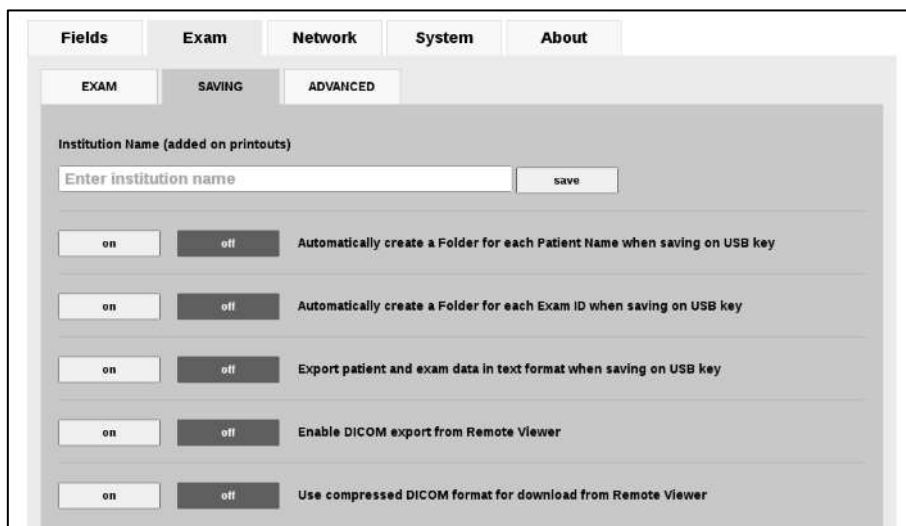 Fields Exam Network System About
EXAM SAVING ADVANCED
Institution Name (added on printouts)
Enter institution name save
on off Automatically create a Folder for each Patient Name when saving on USB key
on off Automatically create a Folder for each Exam ID when saving on USB key
on off Export patient and exam data in text format when saving on USB key
on off Enable DICOM export from Remote Viewer
on off Use compressed DICOM format for download from Remote Viewer